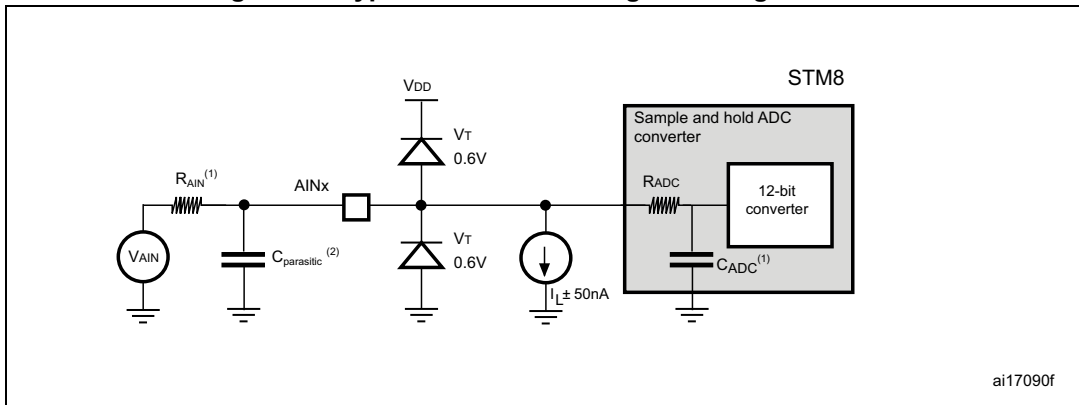 STM8
VDD
Sample and hold ADC
converter
VT
0.6V
RAIN(1)
AINx
RADC
12-bit
converter
VAIN
Cparasitic (2)
VT
0.6V
CADC(1)
IL± 50nA
ai17090f